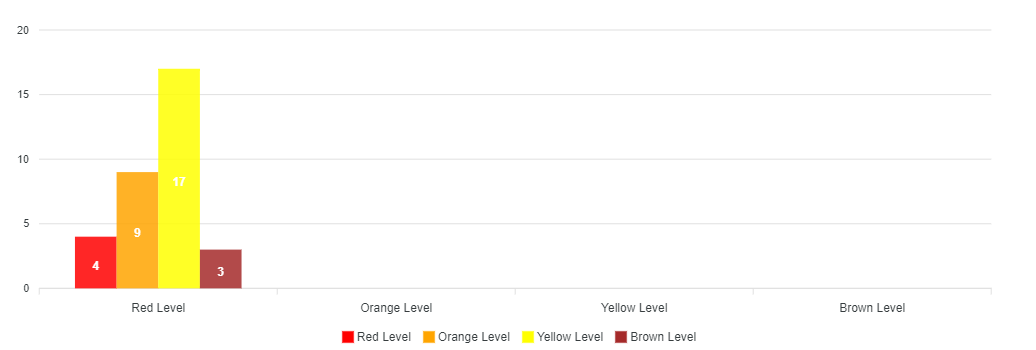 20
15
10
5
0
4
9
17
3
Red Level
Orange Level
Yellow Level
Brown Level
Red Level Orange Level Yellow Level Brown Level